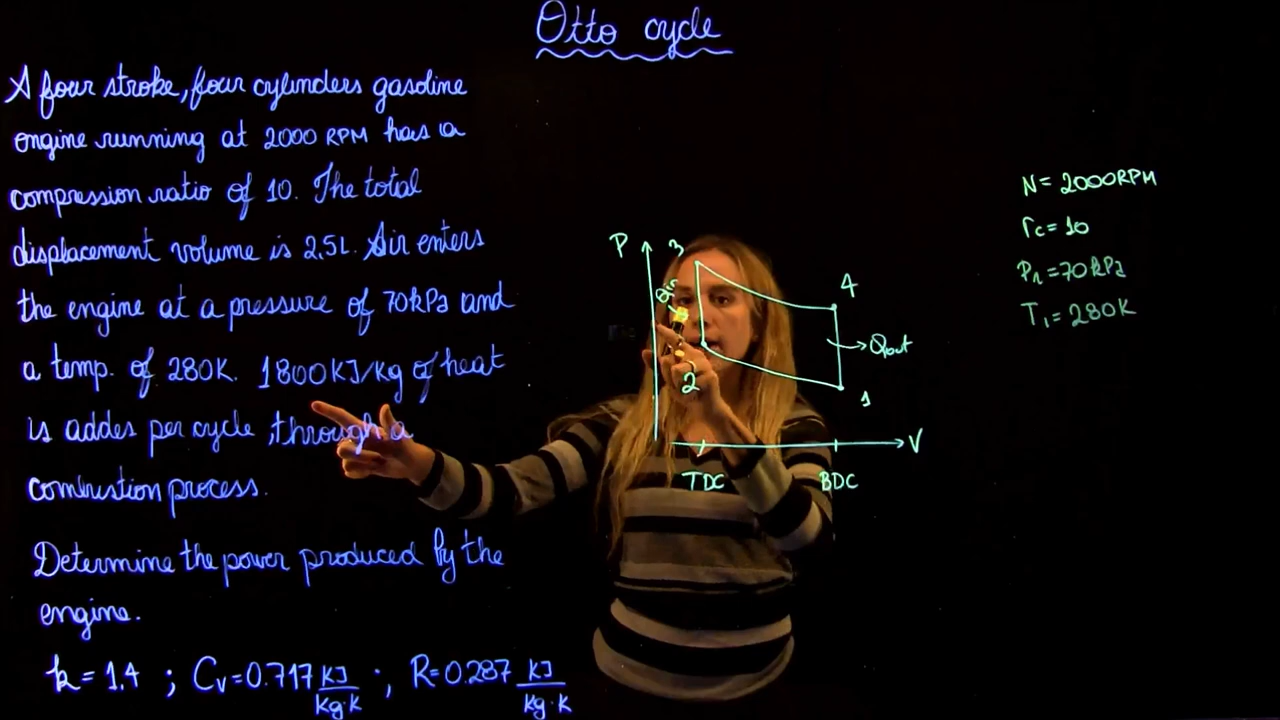 Otto cycle
A four stroke, four cylinders gasoline
engine running at 2000 RPM has a
compression ratio of 10. The total
displacement volume is 2,5L. Air enters
the engine at a pressure of 70kPa and
a temp. of 280K. 1800KJ/Kg of heat
is addes per cycle, through a
combustion process.
Determine the power produced by the
engine.
k = 1.4 ; Cv = 0.717 KJ/Kg·K ; R = 0.287 KJ/Kg·K
P
3
Qin
4
Qout
2
1
V
TDC
BDC
N = 2000RPM
rc = 10
P1 = 70kPa
T1 = 280K